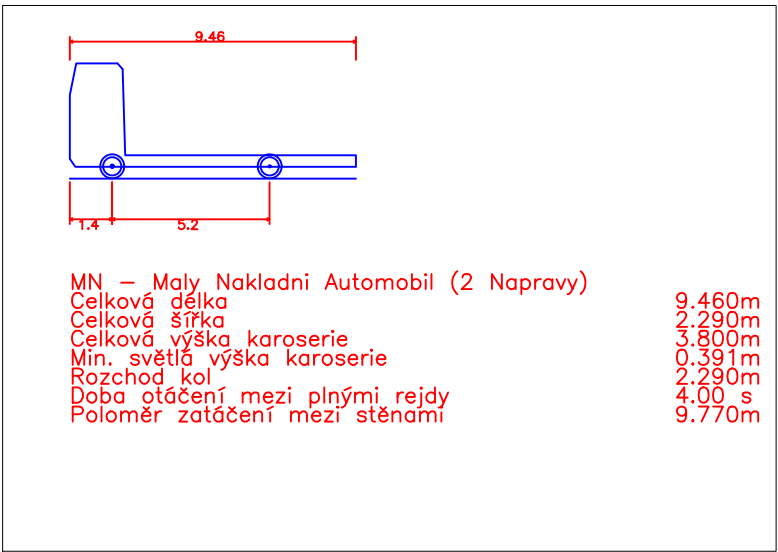 9.46
1.4 5.2
MN – Maly Nakladni Automobil (2 Napravy)
Celková délka 9.460m
Celková šířka 2.290m
Celková výška karoserie 3.800m
Min. světlá výška karoserie 0.391m
Rozchod kol 2.290m
Doba otáčení mezi plnými rejdy 4.00 s
Poloměr zatáčení mezi stěnami 9.770m